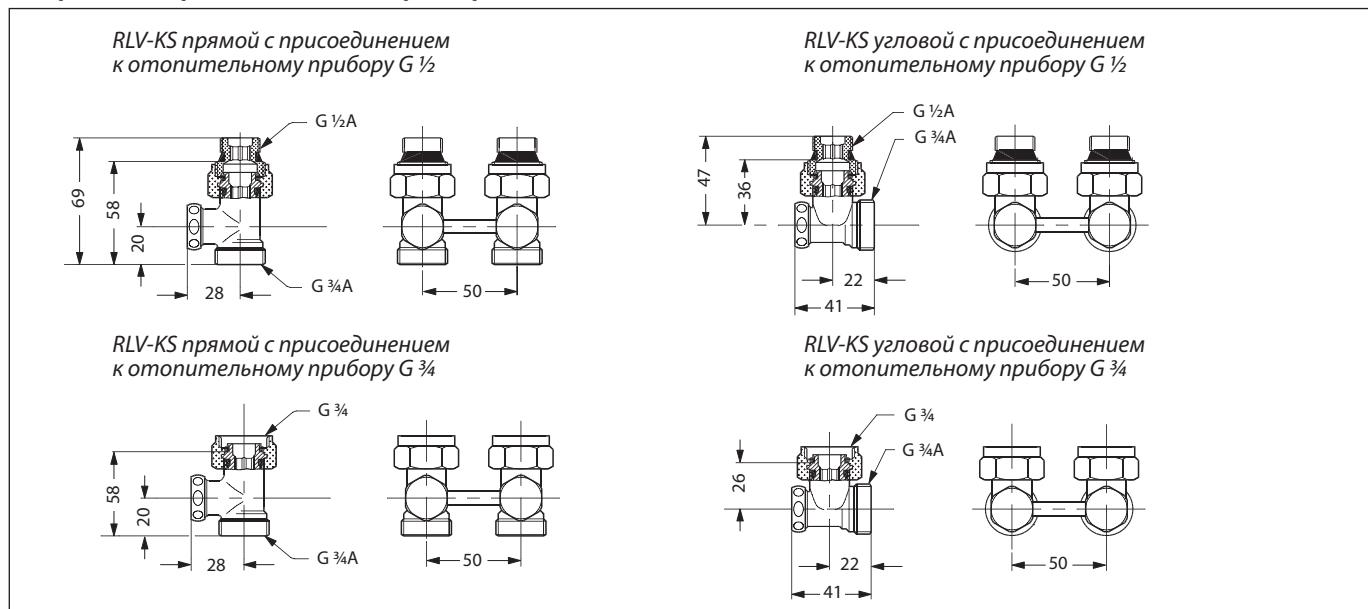 RLV-KS прямой с присоединением
к отопительному прибору G ½
G ½A
69
58
20
28
G ¾A
50
RLV-KS угловой с присоединением
к отопительному прибору G ½
G ½A
G ¾A
47
36
22
41
50
RLV-KS прямой с присоединением
к отопительному прибору G ¾
G ¾
58
20
28
G ¾A
50
RLV-KS угловой с присоединением
к отопительному прибору G ¾
G ¾
G ¾A
26
22
41
50